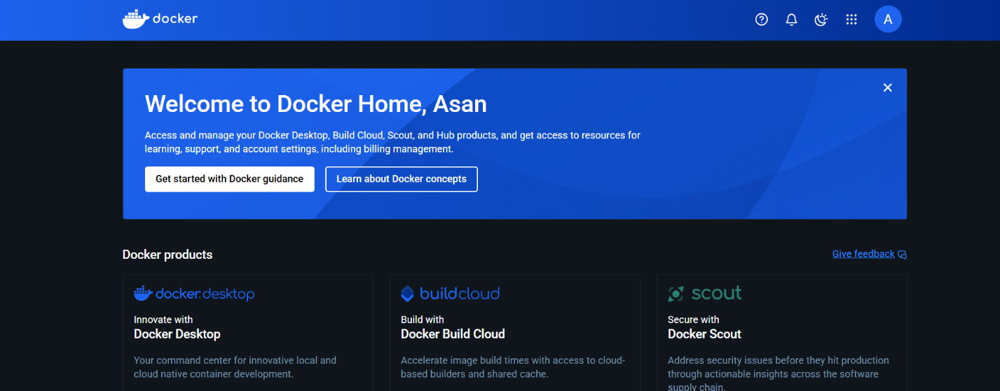 docker
A
Welcome to Docker Home, Asan
Access and manage your Docker Desktop, Build Cloud, Scout, and Hub products, and get access to resources for
learning, support, and account settings, including billing management.
Get started with Docker guidance
Learn about Docker concepts
Docker products
Give feedback
docker.desktop
Innovate with
Docker Desktop
Your command center for innovative local and
cloud native container development.
buildcloud
Build with
Docker Build Cloud
Accelerate image build times with access to cloud-
based builders and shared cache.
scout
Secure with
Docker Scout
Address security issues before they hit production
through actionable insights across the software
supply chain.